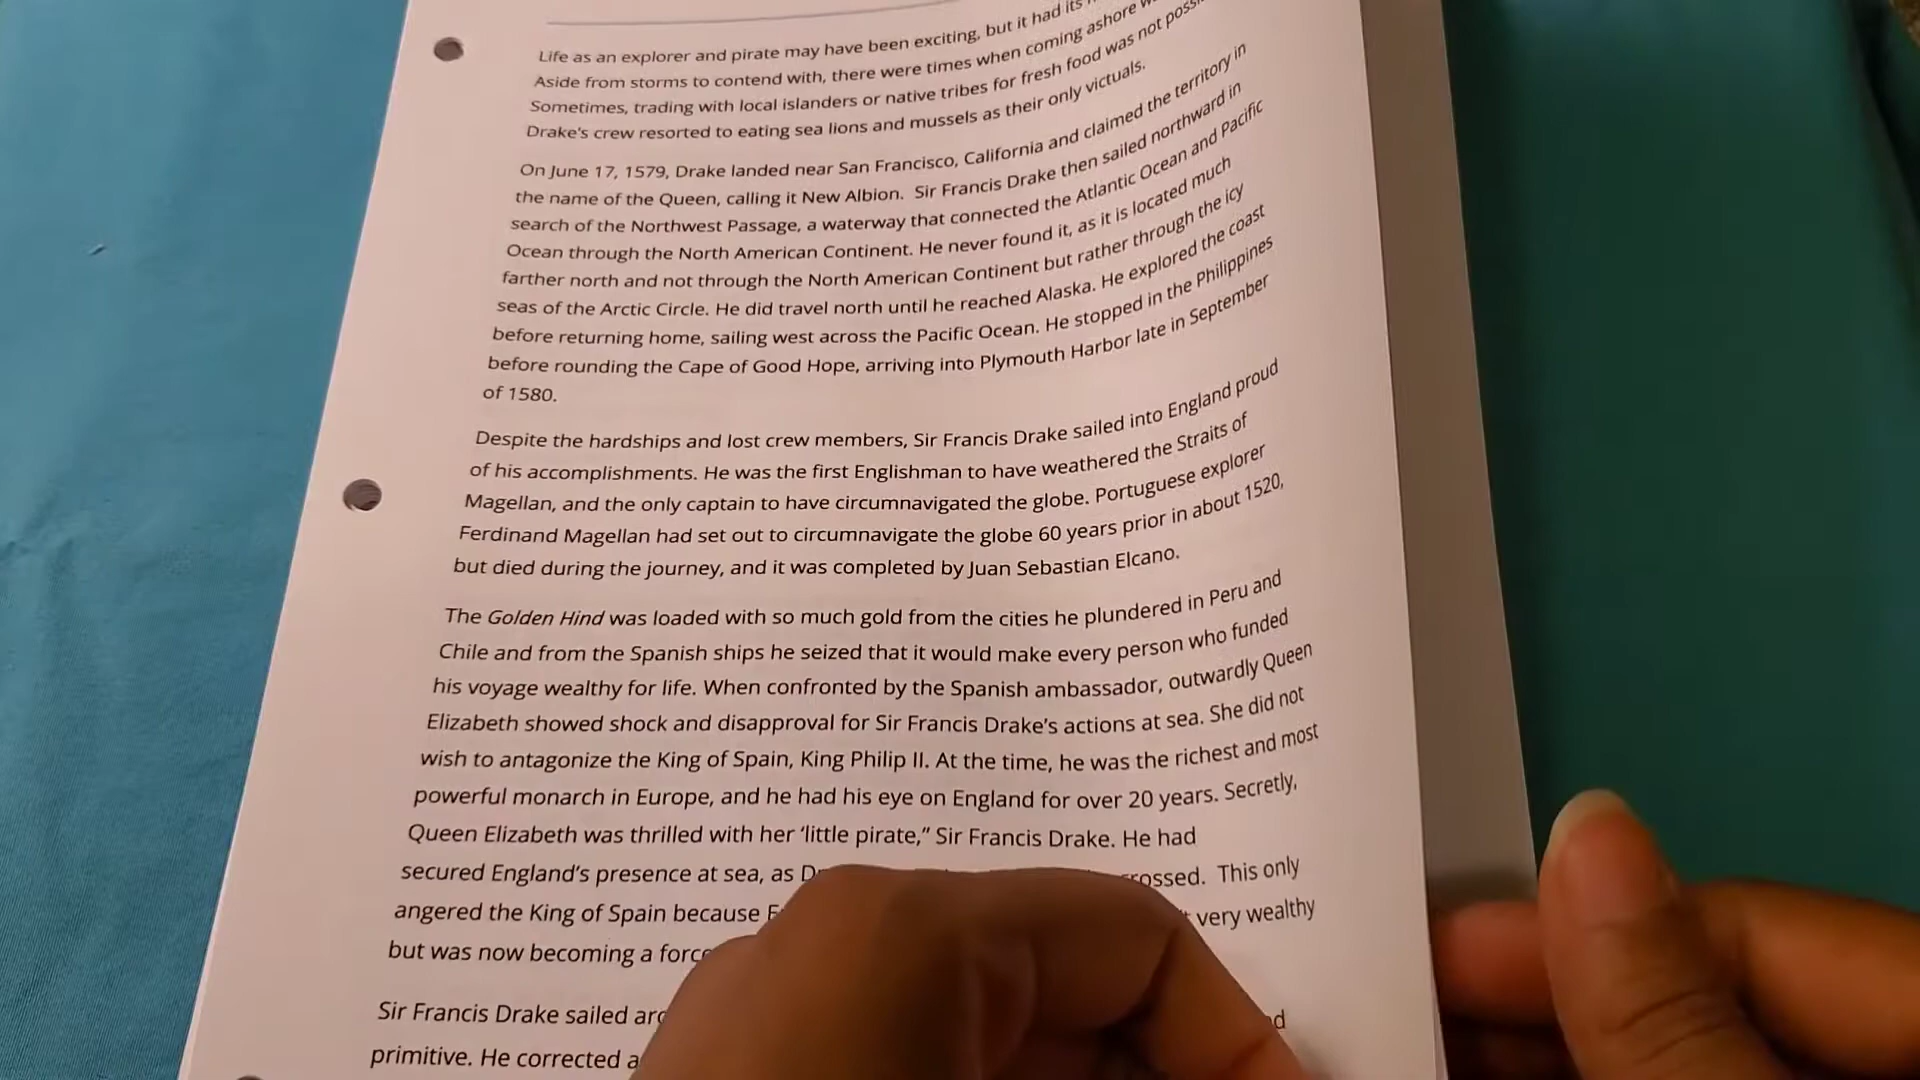 Life as an explorer and pirate may have been exciting, but it had its
Aside from storms to contend with, there were times when coming ashore
Sometimes, trading with local islanders or native tribes for fresh food was not
Drake's crew resorted to eating sea lions and mussels as their only victuals.
On June 17, 1579, Drake landed near San Francisco, California and claimed the territory in
the name of the Queen, calling it New Albion. Sir Francis Drake then sailed northward in
search of the Northwest Passage, a waterway that connected the Atlantic Ocean and Pacific
Ocean through the North American Continent. He never found it, as it is located much
farther north and not through the North American Continent but rather through the icy
seas of the Arctic Circle. He did travel north until he reached Alaska. He explored the coast
before returning home, sailing west across the Pacific Ocean. He stopped in the Philippines
before rounding the Cape of Good Hope, arriving into Plymouth Harbor late in September
of 1580.
Despite the hardships and lost crew members, Sir Francis Drake sailed into England proud
of his accomplishments. He was the first Englishman to have weathered the Straits of
Magellan, and the only captain to have circumnavigated the globe. Portuguese explorer
Ferdinand Magellan had set out to circumnavigate the globe 60 years prior in about 1520,
but died during the journey, and it was completed by Juan Sebastian Elcano.
The Golden Hind was loaded with so much gold from the cities he plundered in Peru and
Chile and from the Spanish ships he seized that it would make every person who funded
his voyage wealthy for life. When confronted by the Spanish ambassador, outwardly Queen
Elizabeth showed shock and disapproval for Sir Francis Drake's actions at sea. She did not
wish to antagonize the King of Spain, King Philip II. At the time, he was the richest and most
powerful monarch in Europe, and he had his eye on England for over 20 years. Secretly,
Queen Elizabeth was thrilled with her 'little pirate,” Sir Francis Drake. He had
secured England's presence at sea, as This only
angered the King of Spain because very wealthy
but was now becoming a force
Sir Francis Drake sailed
primitive. He corrected